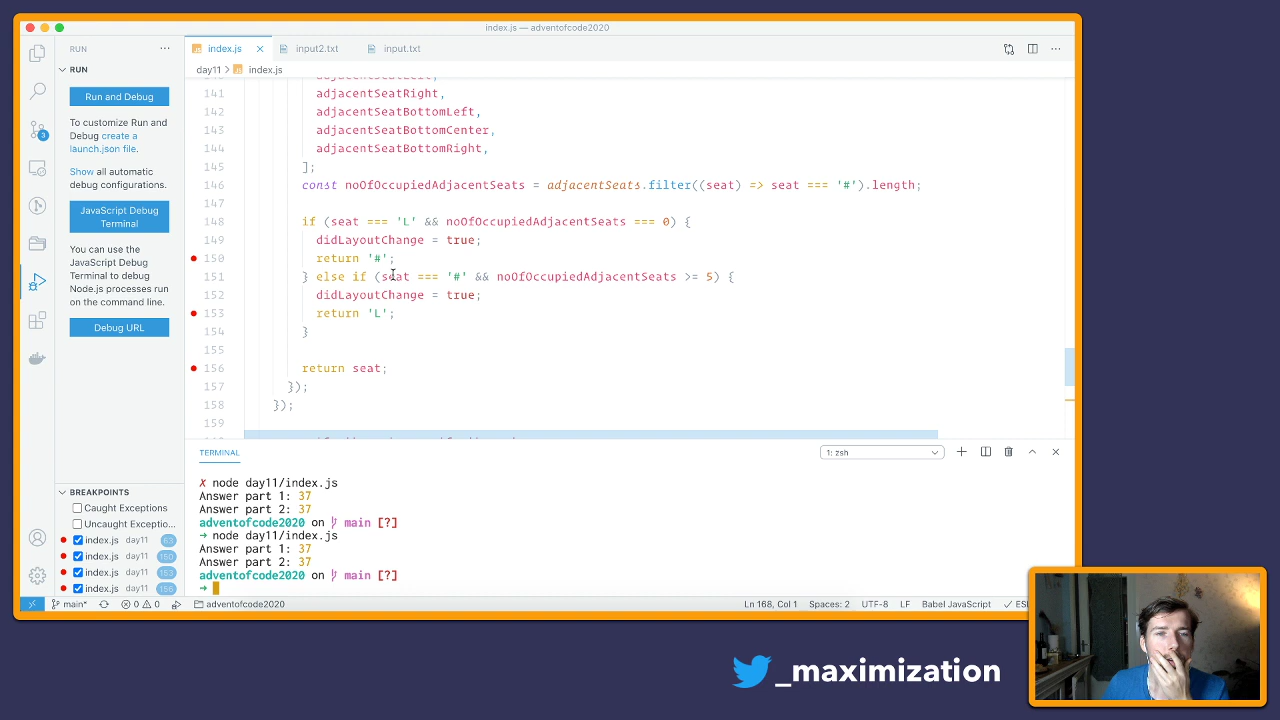 index.js — adventofcode2020
RUN
index.js
input2.txt
input.txt
RUN
day11 > index.js
Run and Debug
To customize Run and
Debug create a
launch.json file.
Show all automatic
debug configurations.
JavaScript Debug
Terminal
You can use the
JavaScript Debug
Terminal to debug
Node.js processes run
on the command line.
Debug URL
141 adjacentSeatRight,
142 adjacentSeatBottomLeft,
143 adjacentSeatBottomCenter,
144 adjacentSeatBottomRight,
145 ];
146 const noOfOccupiedAdjacentSeats = adjacentSeats.filter((seat) => seat === '#').length;
147
148 if (seat === 'L' && noOfOccupiedAdjacentSeats === 0) {
149 didLayoutChange = true;
150 return '#';
151 } else if (seat === '#' && noOfOccupiedAdjacentSeats >= 5) {
152 didLayoutChange = true;
153 return 'L';
154 }
155
156 return seat;
157 });
158 });
159
BREAKPOINTS
Caught Exceptions
Uncaught Exceptio...
index.js day11 63
index.js day11 150
index.js day11 153
index.js day11 156
TERMINAL
1: zsh
✗ node day11/index.js
Answer part 1: 37
Answer part 2: 37
adventofcode2020 on main [?]
→ node day11/index.js
Answer part 1: 37
Answer part 2: 37
adventofcode2020 on main [?]
→
3
main*
0 0
adventofcode2020
Ln 168, Col 1
Spaces: 2
UTF-8
LF
Babel JavaScript
_maximization